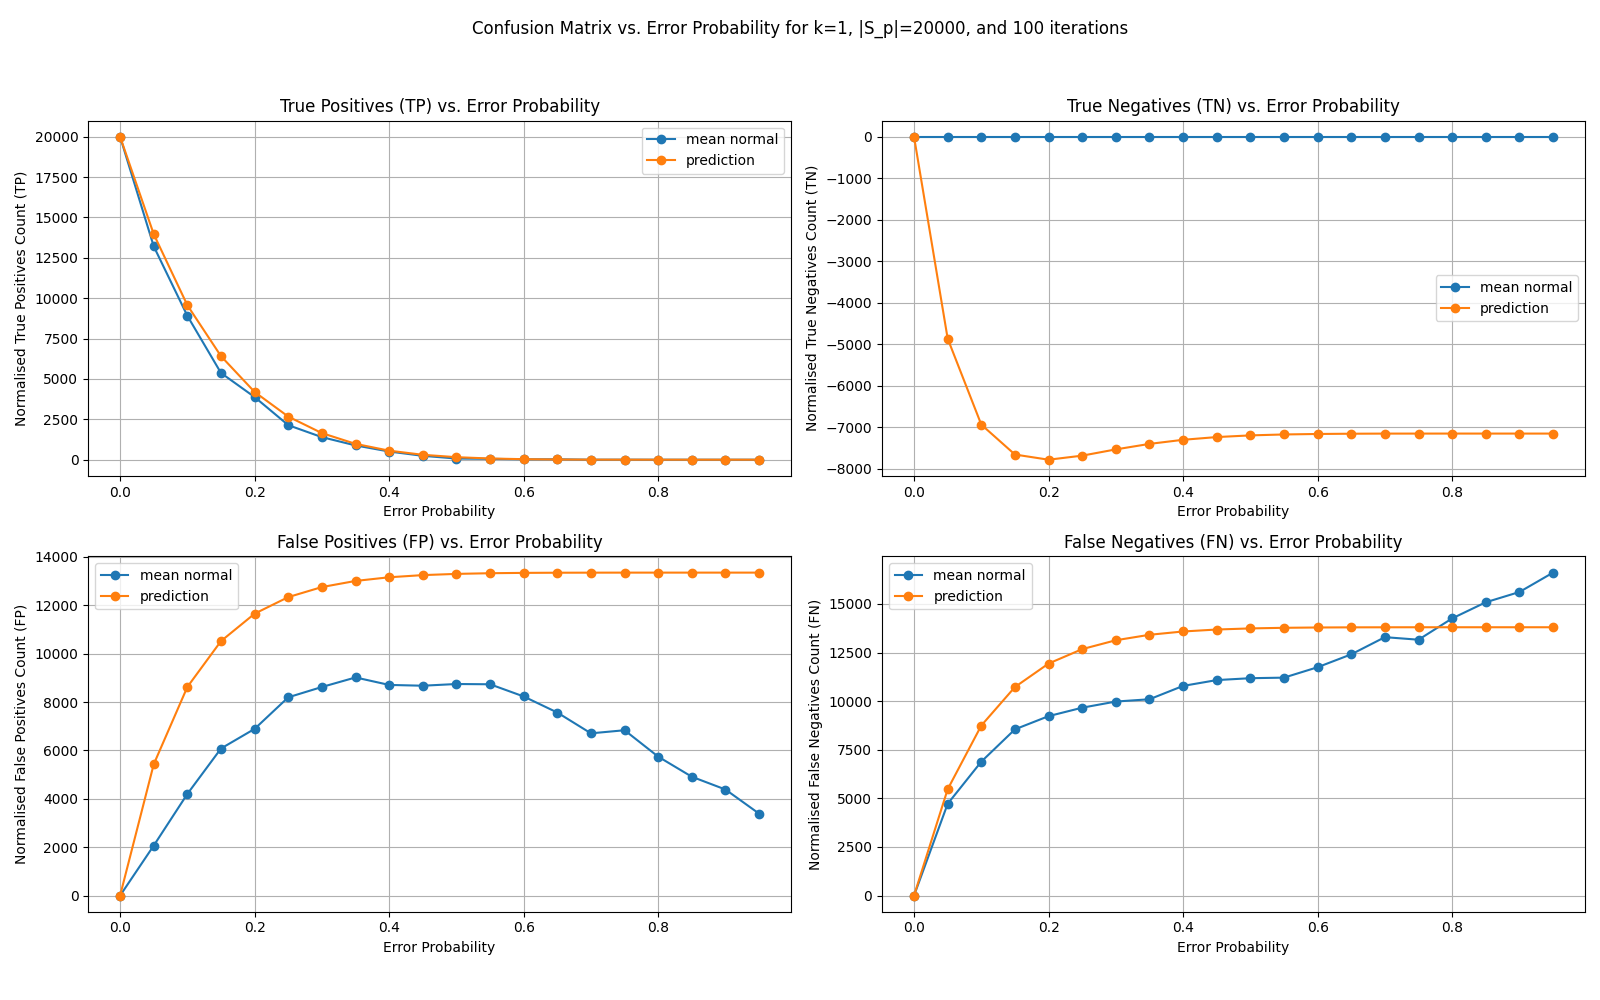 Confusion Matrix vs. Error Probability for k=1, |S_p|=20000, and 100 iterations
True Positives (TP) vs. Error Probability
Normalised True Positives Count (TP)
20000
17500
15000
12500
10000
7500
5000
2500
0
mean normal
prediction
0.0 0.2 0.4 0.6 0.8
Error Probability
True Negatives (TN) vs. Error Probability
Normalised True Negatives Count (TN)
0
−1000
−2000
−3000
−4000
−5000
−6000
−7000
−8000
mean normal
prediction
0.0 0.2 0.4 0.6 0.8
Error Probability
False Positives (FP) vs. Error Probability
Normalised False Positives Count (FP)
14000
12000
10000
8000
6000
4000
2000
0
mean normal
prediction
0.0 0.2 0.4 0.6 0.8
Error Probability
False Negatives (FN) vs. Error Probability
Normalised False Negatives Count (FN)
15000
12500
10000
7500
5000
2500
0
mean normal
prediction
0.0 0.2 0.4 0.6 0.8
Error Probability